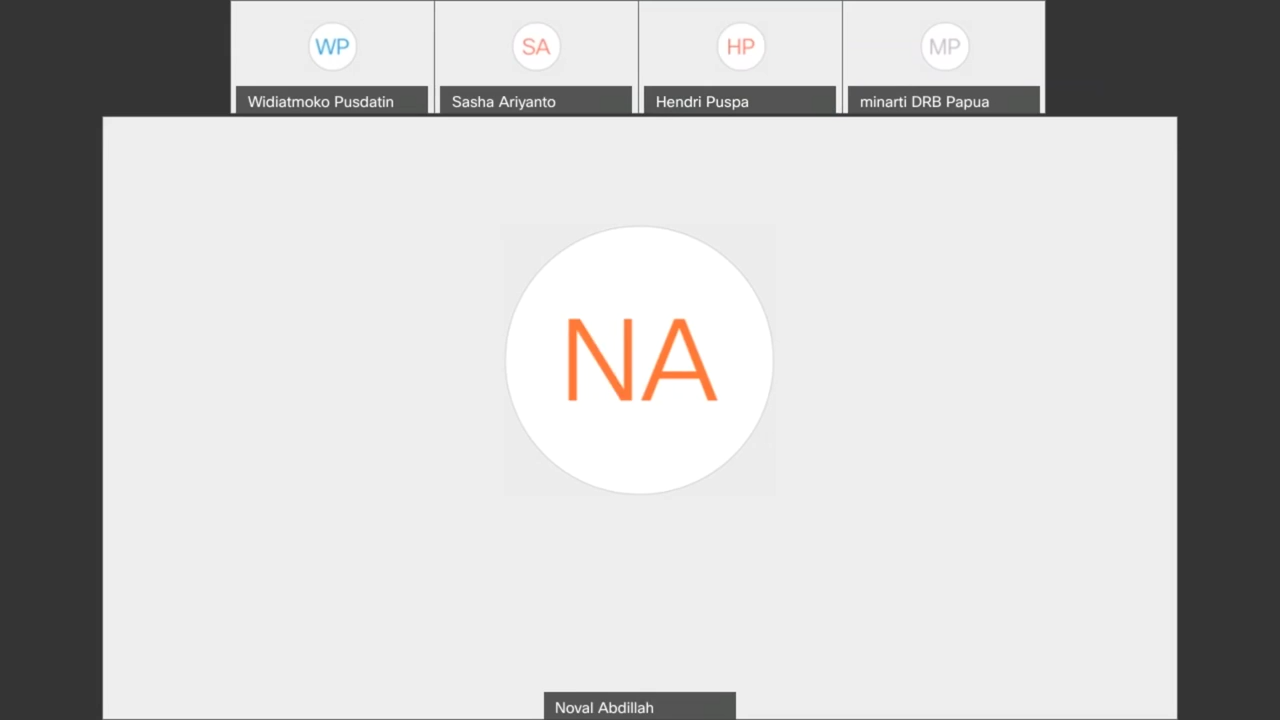 WP
SA
HP
MP
Widiatmoko Pusdatin
Sasha Ariyanto
Hendri Puspa
minarti DRB Papua
NA
Noval Abdillah